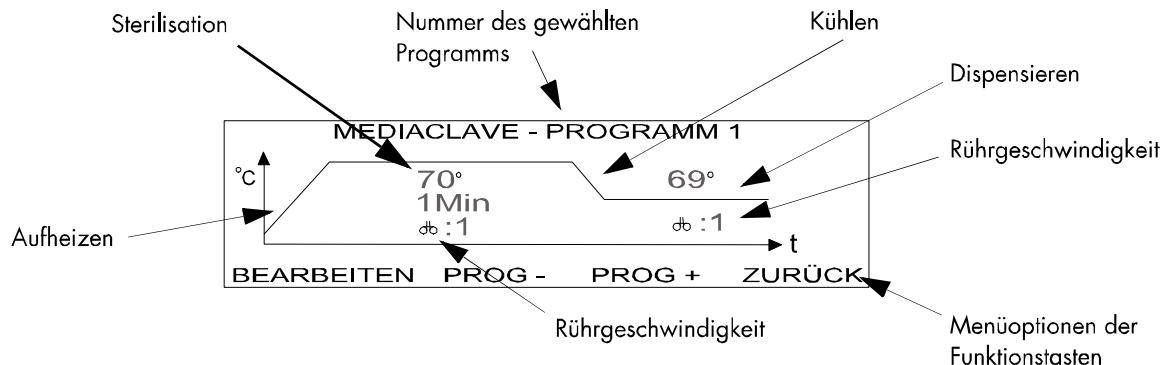 Sterilisation
Nummer des gewählten
Programms
Kühlen
Dispensieren
Rührgeschwindigkeit
MEDIACLAVE - PROGRAMM 1
°C
70°
69°
1Min
:1
:1
t
Aufheizen
BEARBEITEN PROG - PROG + ZURÜCK
Rührgeschwindigkeit
Menüoptionen der
Funktionstasten